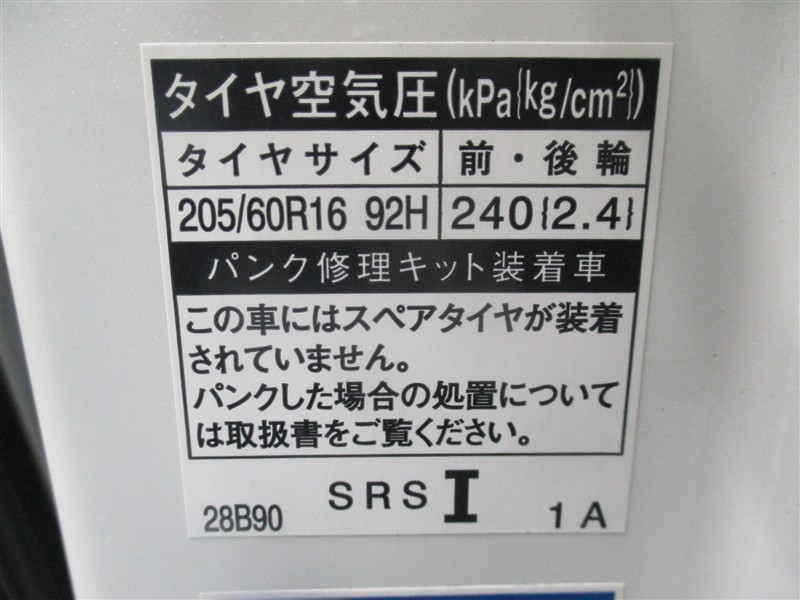 タイヤ空気圧(kPa{kg/cm²})
タイヤサイズ 前・後輪
205/60R16 92H 240{2.4}
パンク修理キット装着車
この車にはスペアタイヤが装着
されていません。
パンクした場合の処置について
は取扱書をご覧ください。
28B90 SRS I 1A